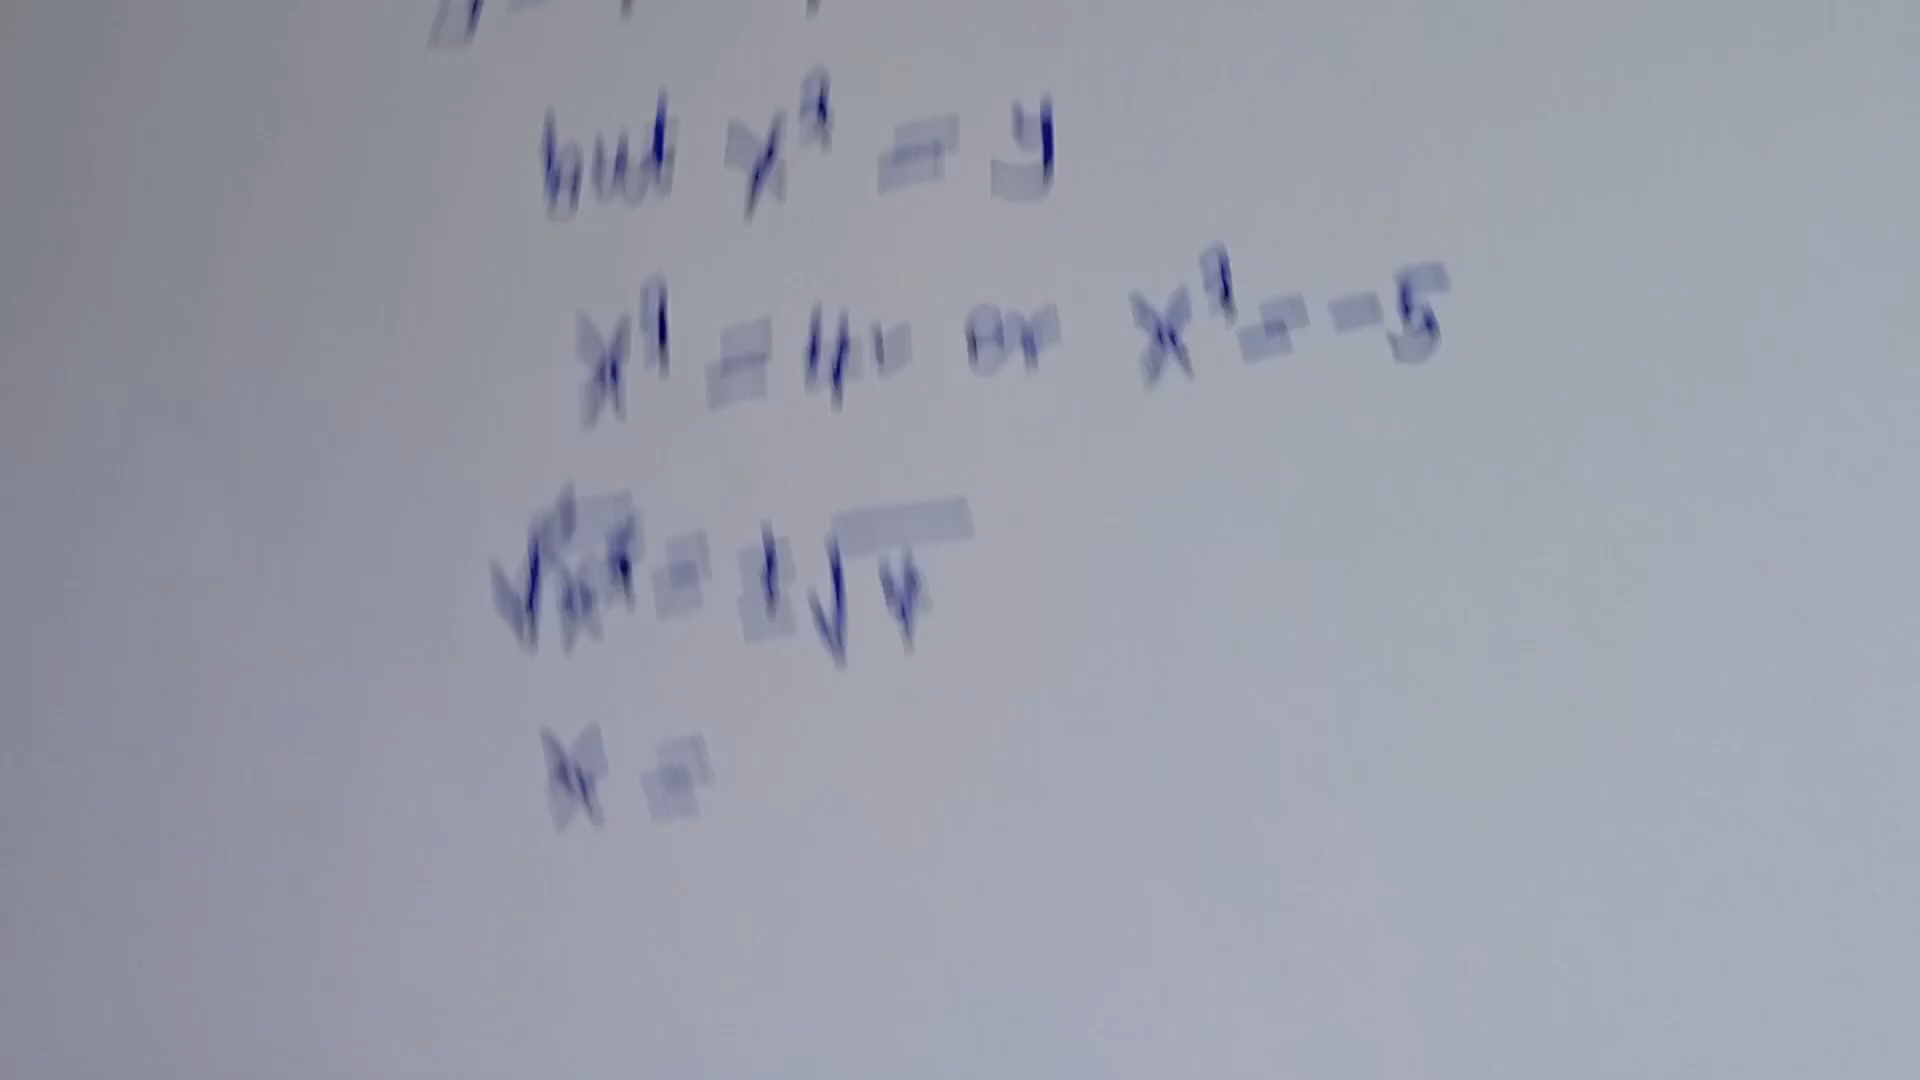 but x² = y
x² = 4, or x² = -5
√x² = ±√4
x =